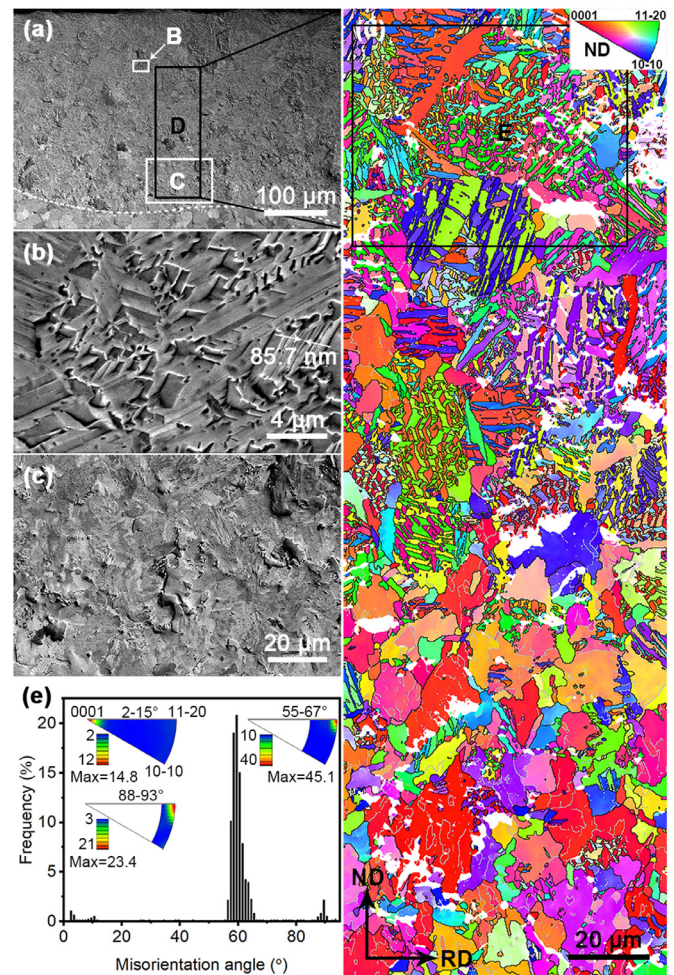 (a)
B
D
C
100 µm
(b)
85.7 nm
4 µm
(c)
20 µm
(d)
0001 11-20
ND
10-10
E
ND
RD
20 µm
(e)
0001 2-15° 11-20
2
12
10-10
Max=14.8
55-67°
10
40
Max=45.1
88-93°
3
21
Max=23.4
Frequency (%)
20
15
10
5
0
0 20 40 60 80
Misorientation angle (°)